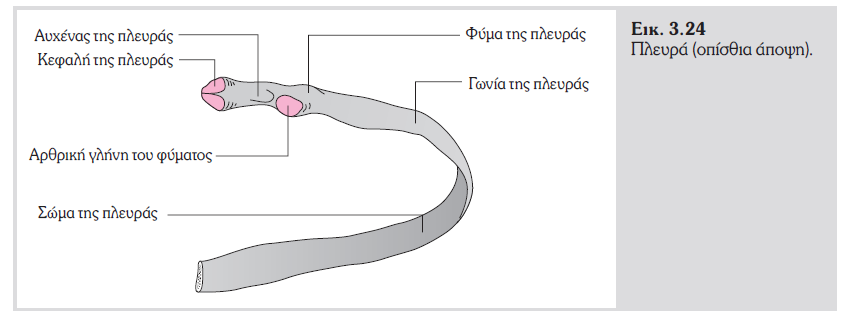 Αυχένας της πλευράς
Κεφαλή της πλευράς
Φύμα της πλευράς
Γωνία της πλευράς
Αρθρική γλήνη του φύματος
Σώμα της πλευράς
Εικ. 3.24
Πλευρά (οπίσθια άποψη).